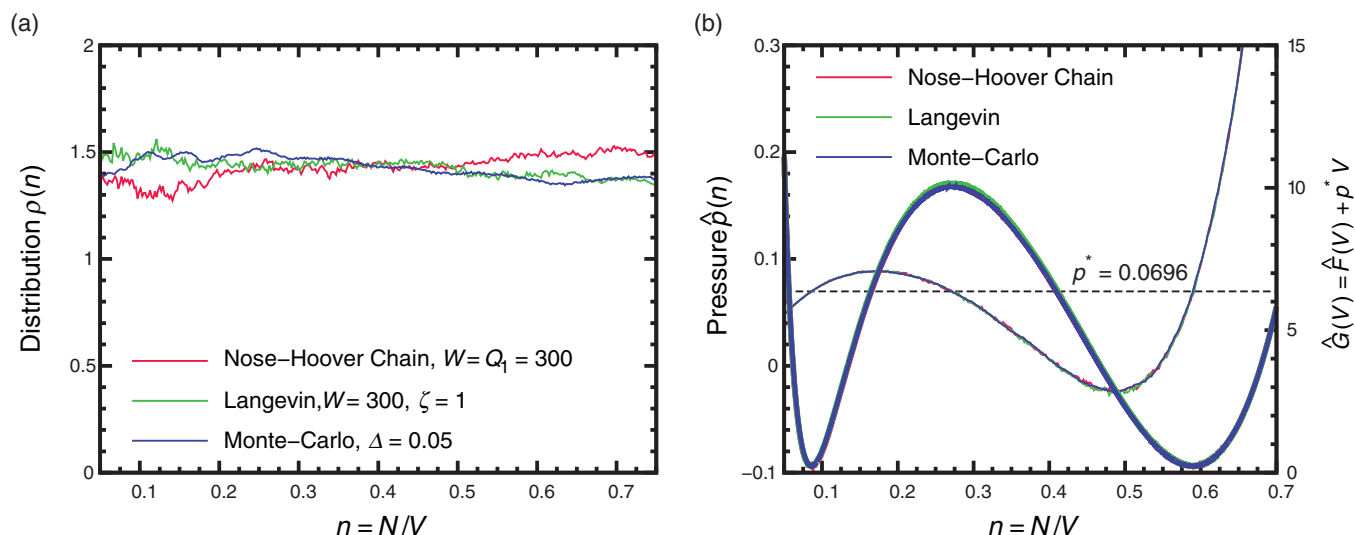 (a)
2
1.5
1
0.5
0
Distribution ρ(n)
Nose−Hoover Chain, W = Q₁ = 300
Langevin,W = 300, ζ = 1
Monte−Carlo, Δ = 0.05
0.1 0.2 0.3 0.4 0.5 0.6 0.7
n = N/V
(b)
0.3
0.2
0.1
0
−0.1
Pressure p̂(n)
Nose−Hoover Chain
Langevin
Monte−Carlo
p* = 0.0696
15
10
5
0
Ĝ(V) = F̂(V) + p* V
0.1 0.2 0.3 0.4 0.5 0.6 0.7
n = N/V